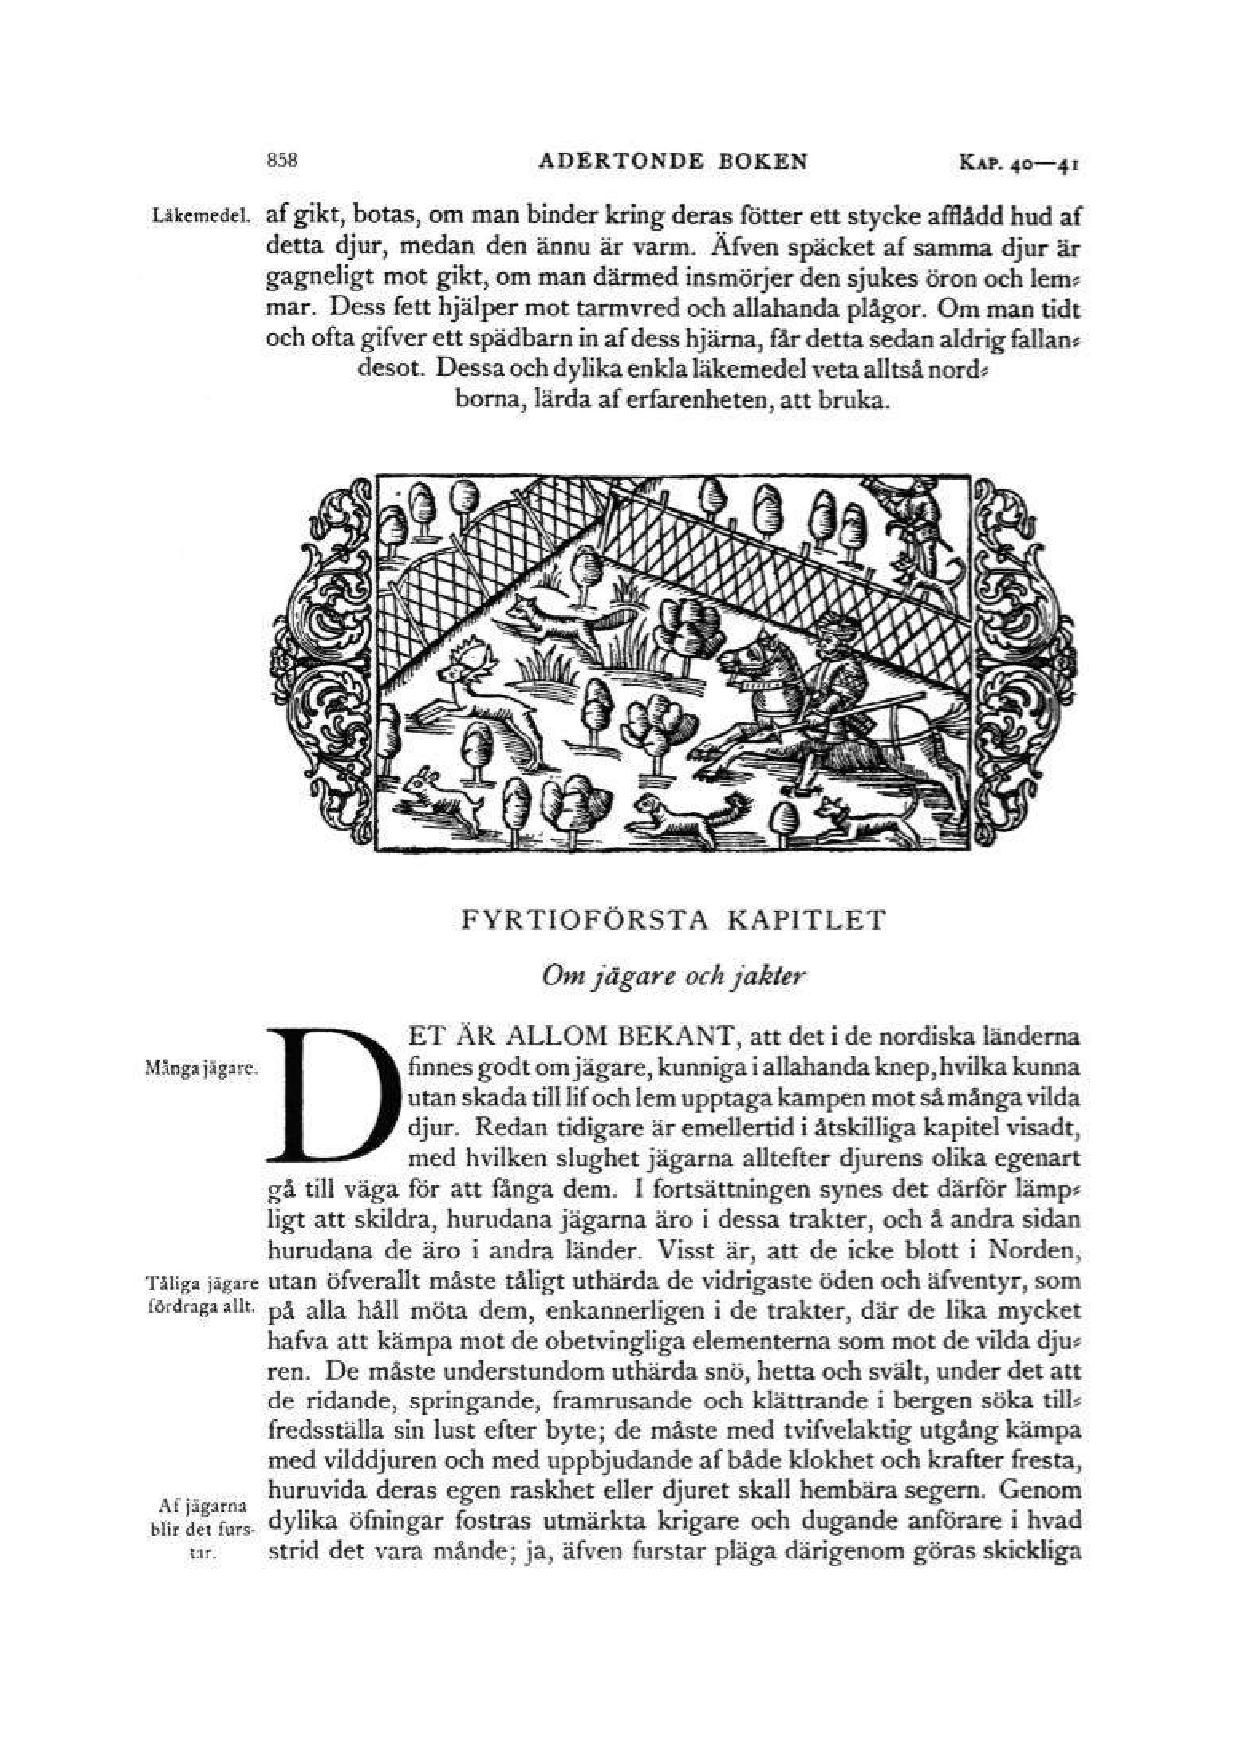 858 ADERTONDE BOKEN KAP. 40—41
Läkemedel. af gikt, botas, om man binder kring deras fötter ett stycke afflådd hud af
detta djur, medan den ännu är varm. Äfven späcket af samma djur är
gagneligt mot gikt, om man därmed insmörjer den sjukes öron och lem-
mar. Dess fett hjälper mot tarmvred och allahanda plågor. Om man tidt
och ofta gifver ett spädbarn in af dess hjärna, får detta sedan aldrig fallan-
desot. Dessa och dylika enkla läkemedel veta alltså nord-
borna, lärda af erfarenheten, att bruka.
FYRTIOFÖRSTA KAPITLET
Om jägare och jakter
DET ÄR ALLOM BEKANT, att det i de nordiska länderna
Många jägare. finnes godt om jägare, kunniga i allahanda knep, hvilka kunna
utan skada till lif och lem upptaga kampen mot så många vilda
djur. Redan tidigare är emellertid i åtskilliga kapitel visadt,
med hvilken slughet jägarna alltefter djurens olika egenart
gå till väga för att fånga dem. I fortsättningen synes det därför lämp-
ligt att skildra, hurudana jägarna äro i dessa trakter, och å andra sidan
hurudana de äro i andra länder. Visst är, att de icke blott i Norden,
Tåliga jägare utan öfverallt måste tåligt uthärda de vidrigaste öden och äfventyr, som
fördraga allt. på alla håll möta dem, enkannerligen i de trakter, där de lika mycket
hafva att kämpa mot de obetvingliga elementerna som mot de vilda dju-
ren. De måste understundom uthärda snö, hetta och svält, under det att
de ridande, springande, framrusande och klättrande i bergen söka till-
fredsställa sin lust efter byte; de måste med tvifvelaktig utgång kämpa
med vilddjuren och med uppbjudande af både klokhet och krafter fresta,
huruvida deras egen raskhet eller djuret skall hembära segern. Genom
Af jägarna
blir det furs- dylika öfningar fostras utmärkta krigare och dugande anförare i hvad
tar. strid det vara månde; ja, äfven furstar pläga därigenom göras skickliga